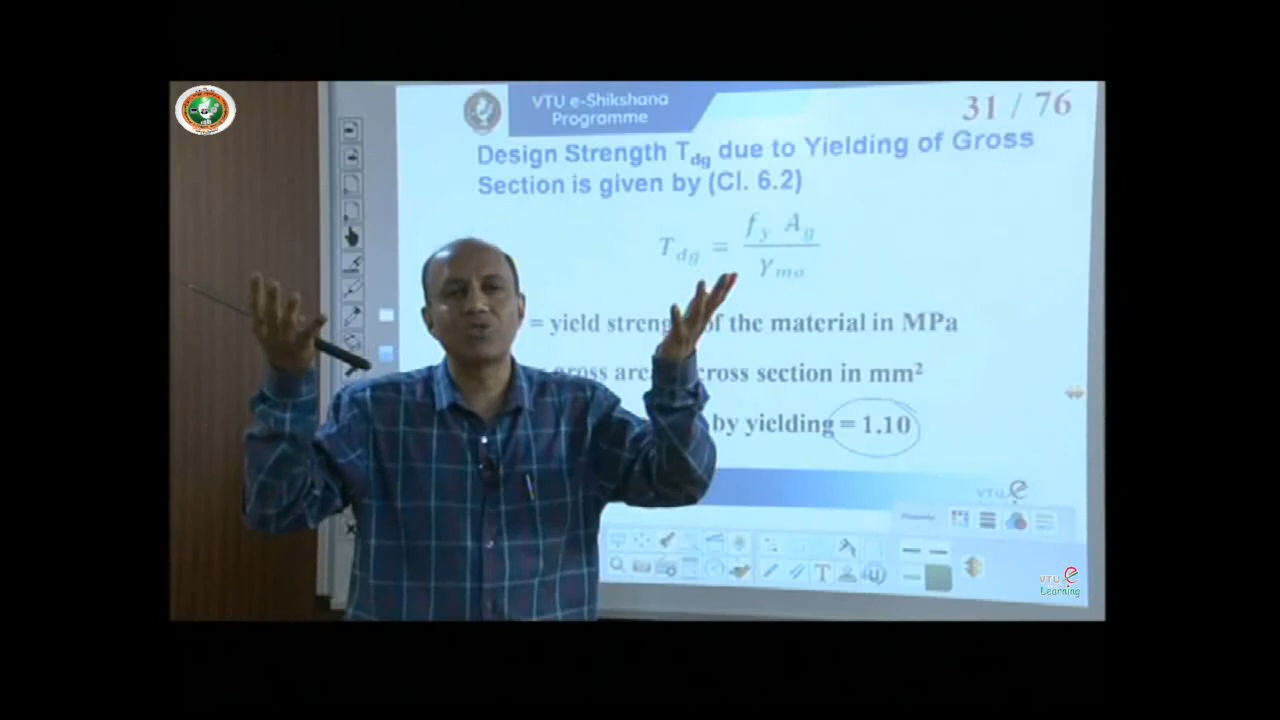 VTU e-Shikshana
Programme
31 / 76
Design Strength Tdg due to Yielding of Gross
Section is given by (Cl. 6.2)
Tdg = fy Ag / γmo
= yield strength of the material in MPa
gross area cross section in mm²
by yielding = 1.10
VTU e
VTU e
Learning